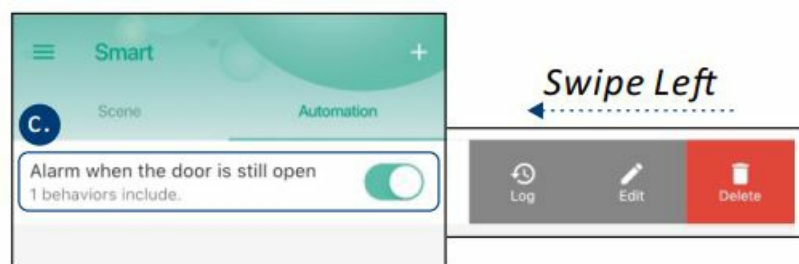 Smart
+
Swipe Left
c.
Scene
Automation
Alarm when the door is still open
1 behaviors include.
Log
Edit
Delete